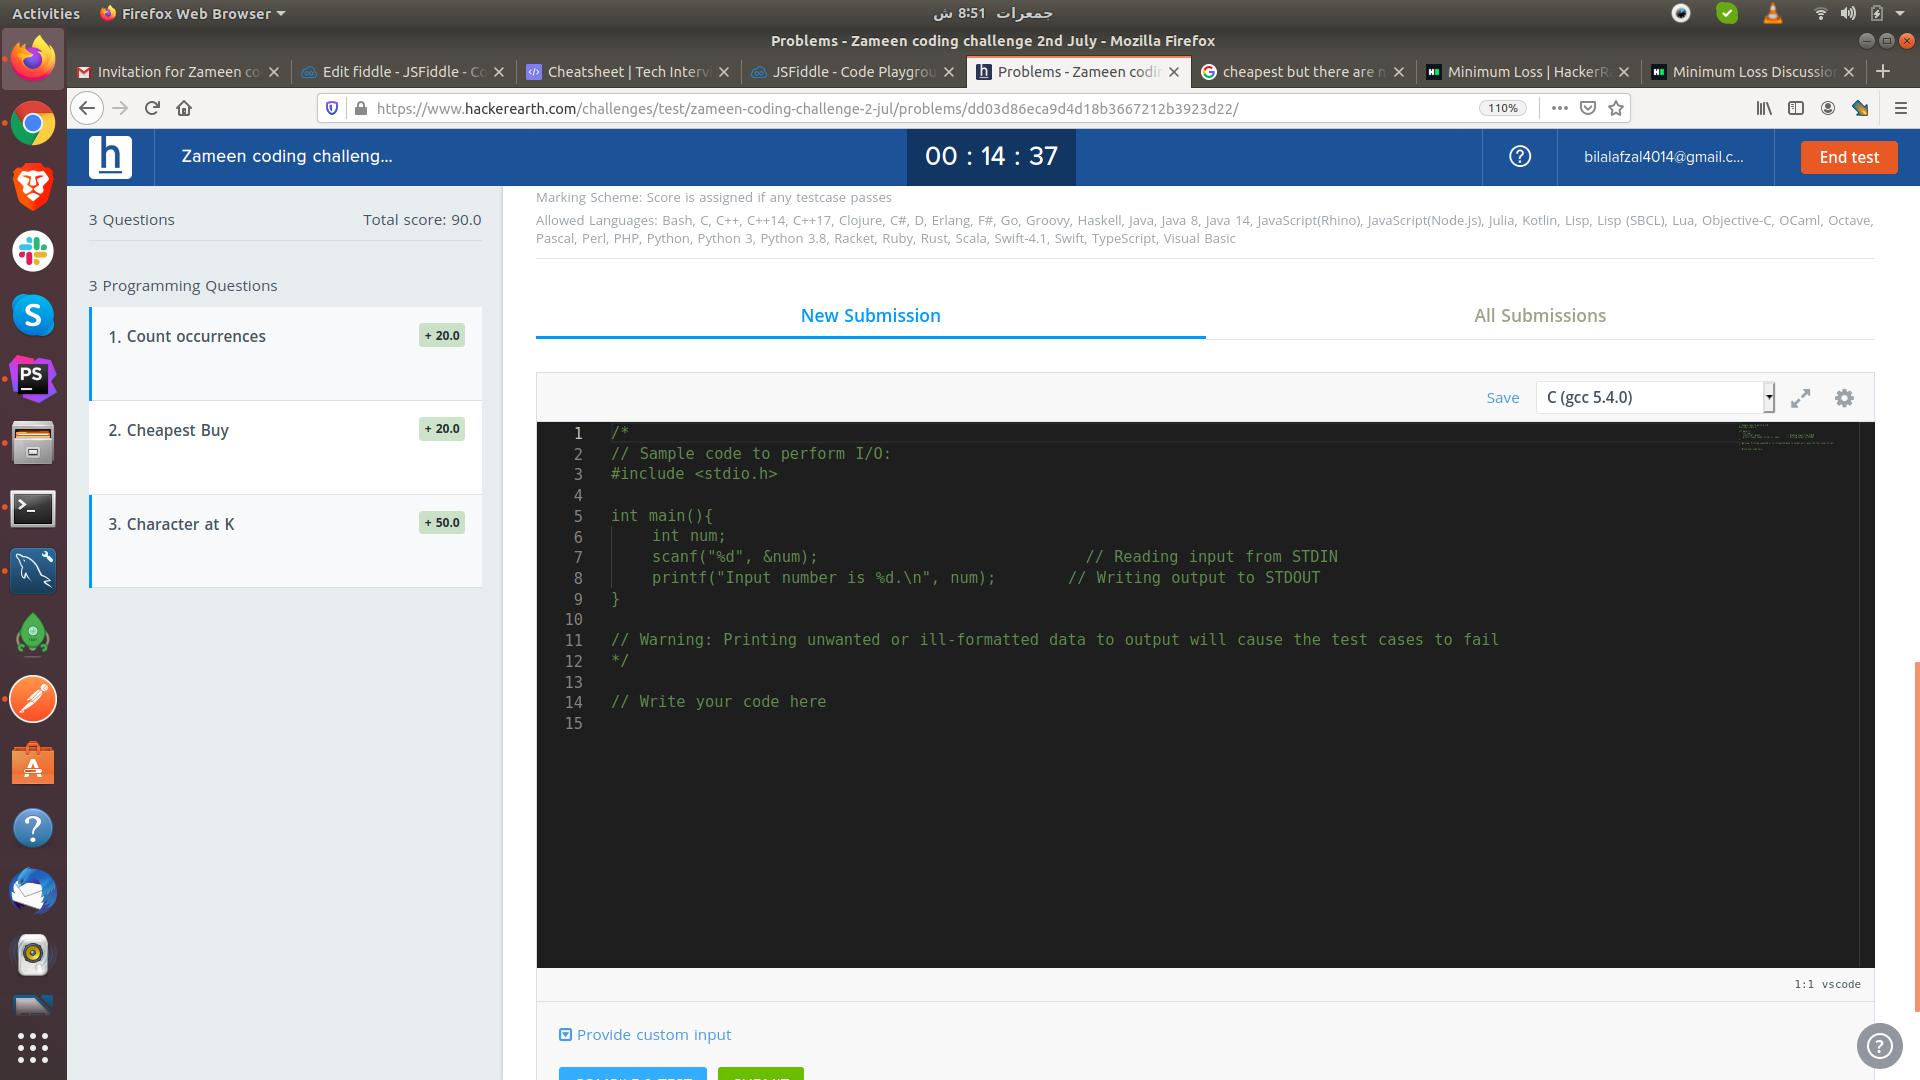 Activities
Firefox Web Browser
جمعرات 8:51 ش
Problems - Zameen coding challenge 2nd July - Mozilla Firefox
Invitation for Zameen co
Edit fiddle - JSFiddle - Co
Cheatsheet | Tech Intervi
JSFiddle - Code Playgrou
Problems - Zameen codin
cheapest but there are n
Minimum Loss | HackerRa
Minimum Loss Discussion
https://www.hackerearth.com/challenges/test/zameen-coding-challenge-2-jul/problems/dd03d86eca9d4d18b3667212b3923d22/
110%
h
Zameen coding challeng...
00 : 14 : 37
bilalafzal4014@gmail.c...
End test
3 Questions
Total score: 90.0
3 Programming Questions
1. Count occurrences
+ 20.0
2. Cheapest Buy
+ 20.0
3. Character at K
+ 50.0
Marking Scheme: Score is assigned if any testcase passes
Allowed Languages: Bash, C, C++, C++14, C++17, Clojure, C#, D, Erlang, F#, Go, Groovy, Haskell, Java, Java 8, Java 14, JavaScript(Rhino), JavaScript(Node.js), Julia, Kotlin, Lisp, Lisp (SBCL), Lua, Objective-C, OCaml, Octave,
Pascal, Perl, PHP, Python, Python 3, Python 3.8, Racket, Ruby, Rust, Scala, Swift-4.1, Swift, TypeScript, Visual Basic
New Submission
All Submissions
Save
C (gcc 5.4.0)
1 /*
2 // Sample code to perform I/O:
3 #include <stdio.h>
4
5 int main(){
6 int num;
7 scanf("%d", &num); // Reading input from STDIN
8 printf("Input number is %d.\n", num); // Writing output to STDOUT
9 }
10
11 // Warning: Printing unwanted or ill-formatted data to output will cause the test cases to fail
12 */
13
14 // Write your code here
15
1:1 vscode
Provide custom input
COMPILE & TEST
SUBMIT